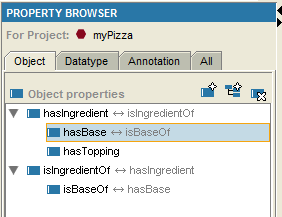 PROPERTY BROWSER
For Project: myPizza
Object Datatype Annotation All
Object properties
hasIngredient ↔ isIngredientOf
hasBase ↔ isBaseOf
hasTopping
isIngredientOf ↔ hasIngredient
isBaseOf ↔ hasBase